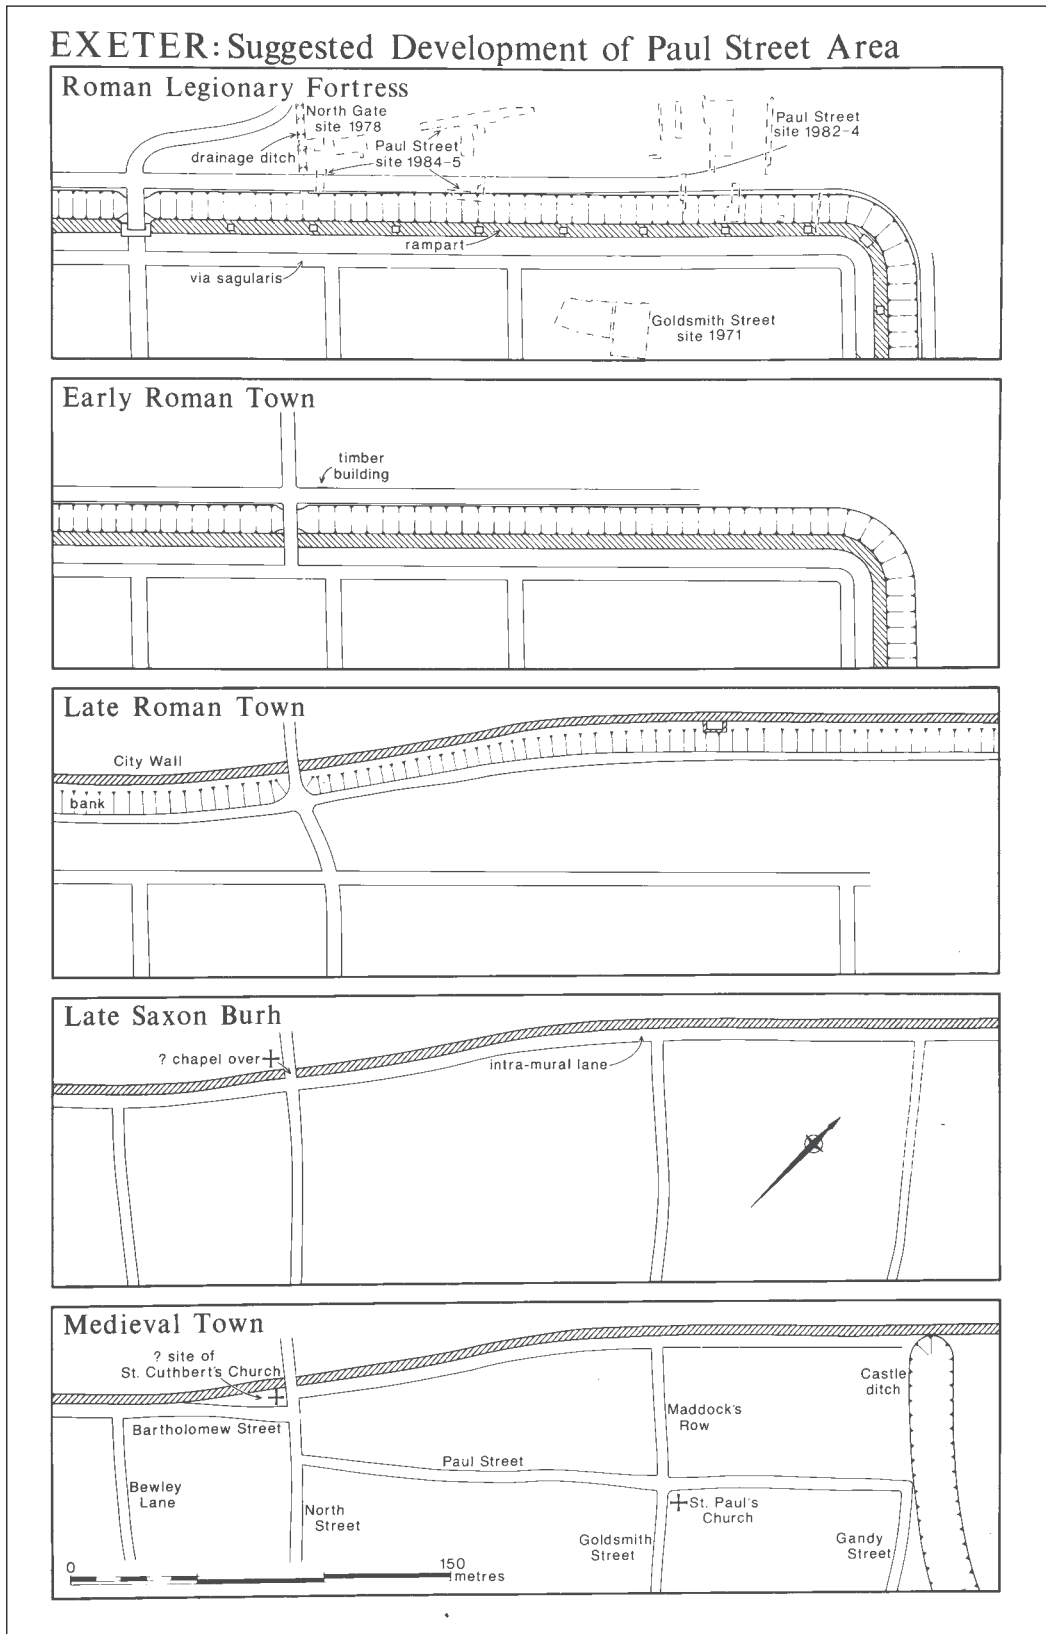 EXETER: Suggested Development of Paul Street Area
Roman Legionary Fortress
North Gate
site 1978
drainage ditch
Paul Street
site 1984-5
Paul Street
site 1982-4
rampart
via sagularis
Goldsmith Street
site 1971
Early Roman Town
timber
building
Late Roman Town
City Wall
bank
Late Saxon Burh
? chapel over
intra-mural lane
Medieval Town
? site of
St. Cuthbert's Church
Castle
ditch
Maddock's
Row
Bartholomew Street
Paul Street
Bewley
Lane
North
Street
St. Paul's
Church
Goldsmith
Street
Gandy
Street
0
150
metres